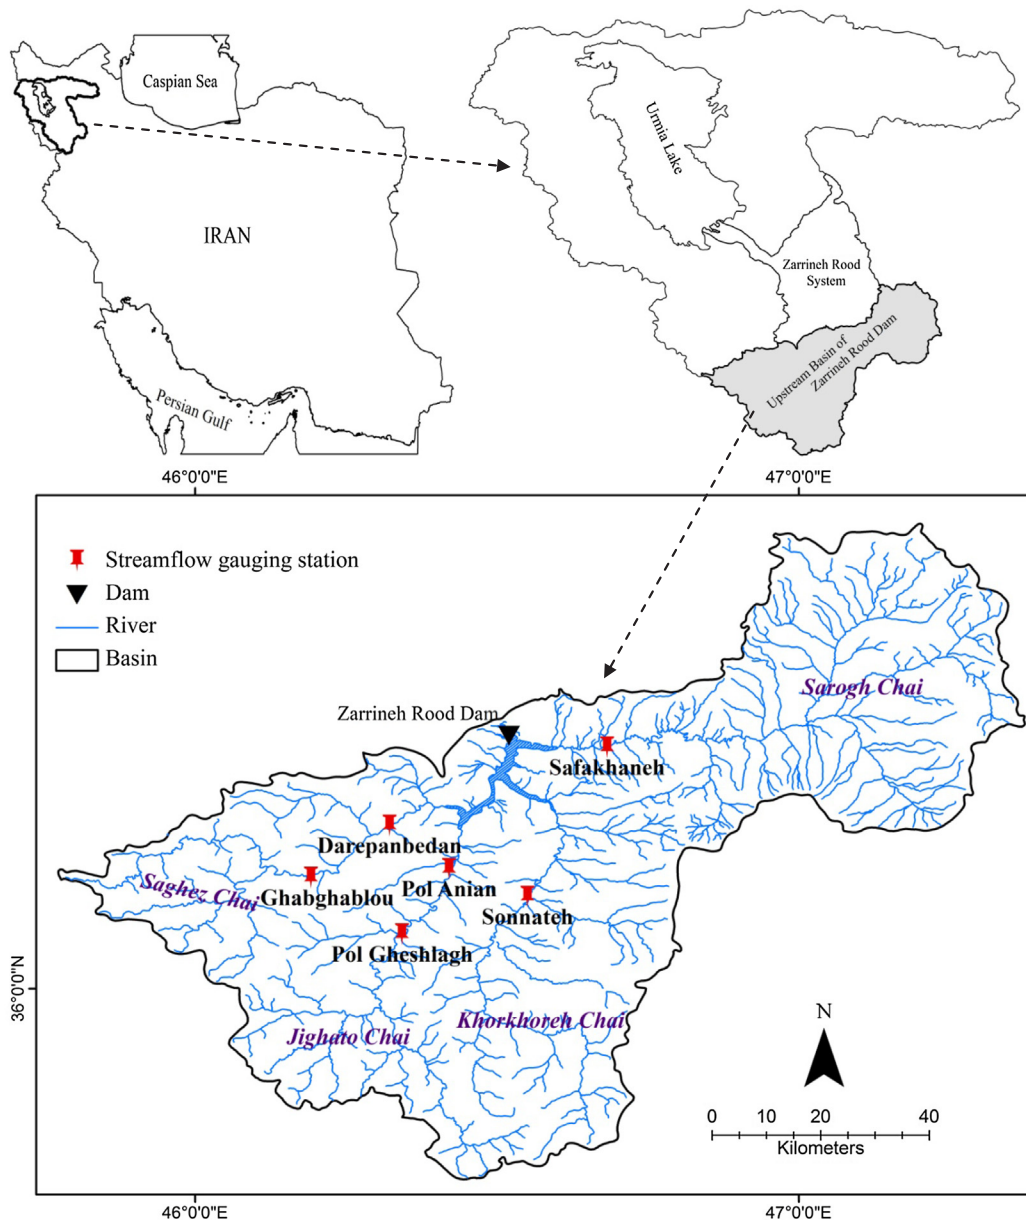 Caspian Sea
IRAN
Persian Gulf
Urmia Lake
Zarrineh Rood
System
Upstream Basin of
Zarrineh Rood Dam
46°0'0"E
47°0'0"E
Streamflow gauging station
Dam
River
Basin
Sarogh Chai
Zarrineh Rood Dam
Safakhaneh
Darepanbedan
Saghez Chai
Ghabghablou
Pol Anian
Sonnateh
Pol Gheshlagh
36°0'0"N
Khorkhoreh Chai
Jighato Chai
N
0 10 20 40
Kilometers
46°0'0"E
47°0'0"E